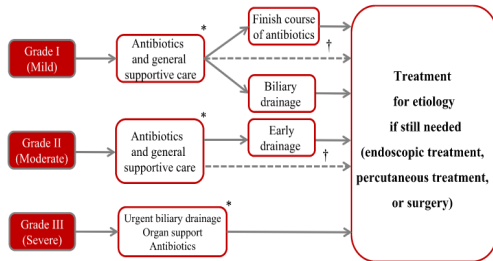 Grade I
(Mild)
Antibiotics
and general
supportive care
*
Finish course
of antibiotics
†
Biliary
drainage
Grade II
(Moderate)
Antibiotics
and general
supportive care
*
Early
drainage
†
Grade III
(Severe)
Urgent biliary drainage
Organ support
Antibiotics
*
Treatment
for etiology
if still needed
(endoscopic treatment,
percutaneous treatment,
or surgery)